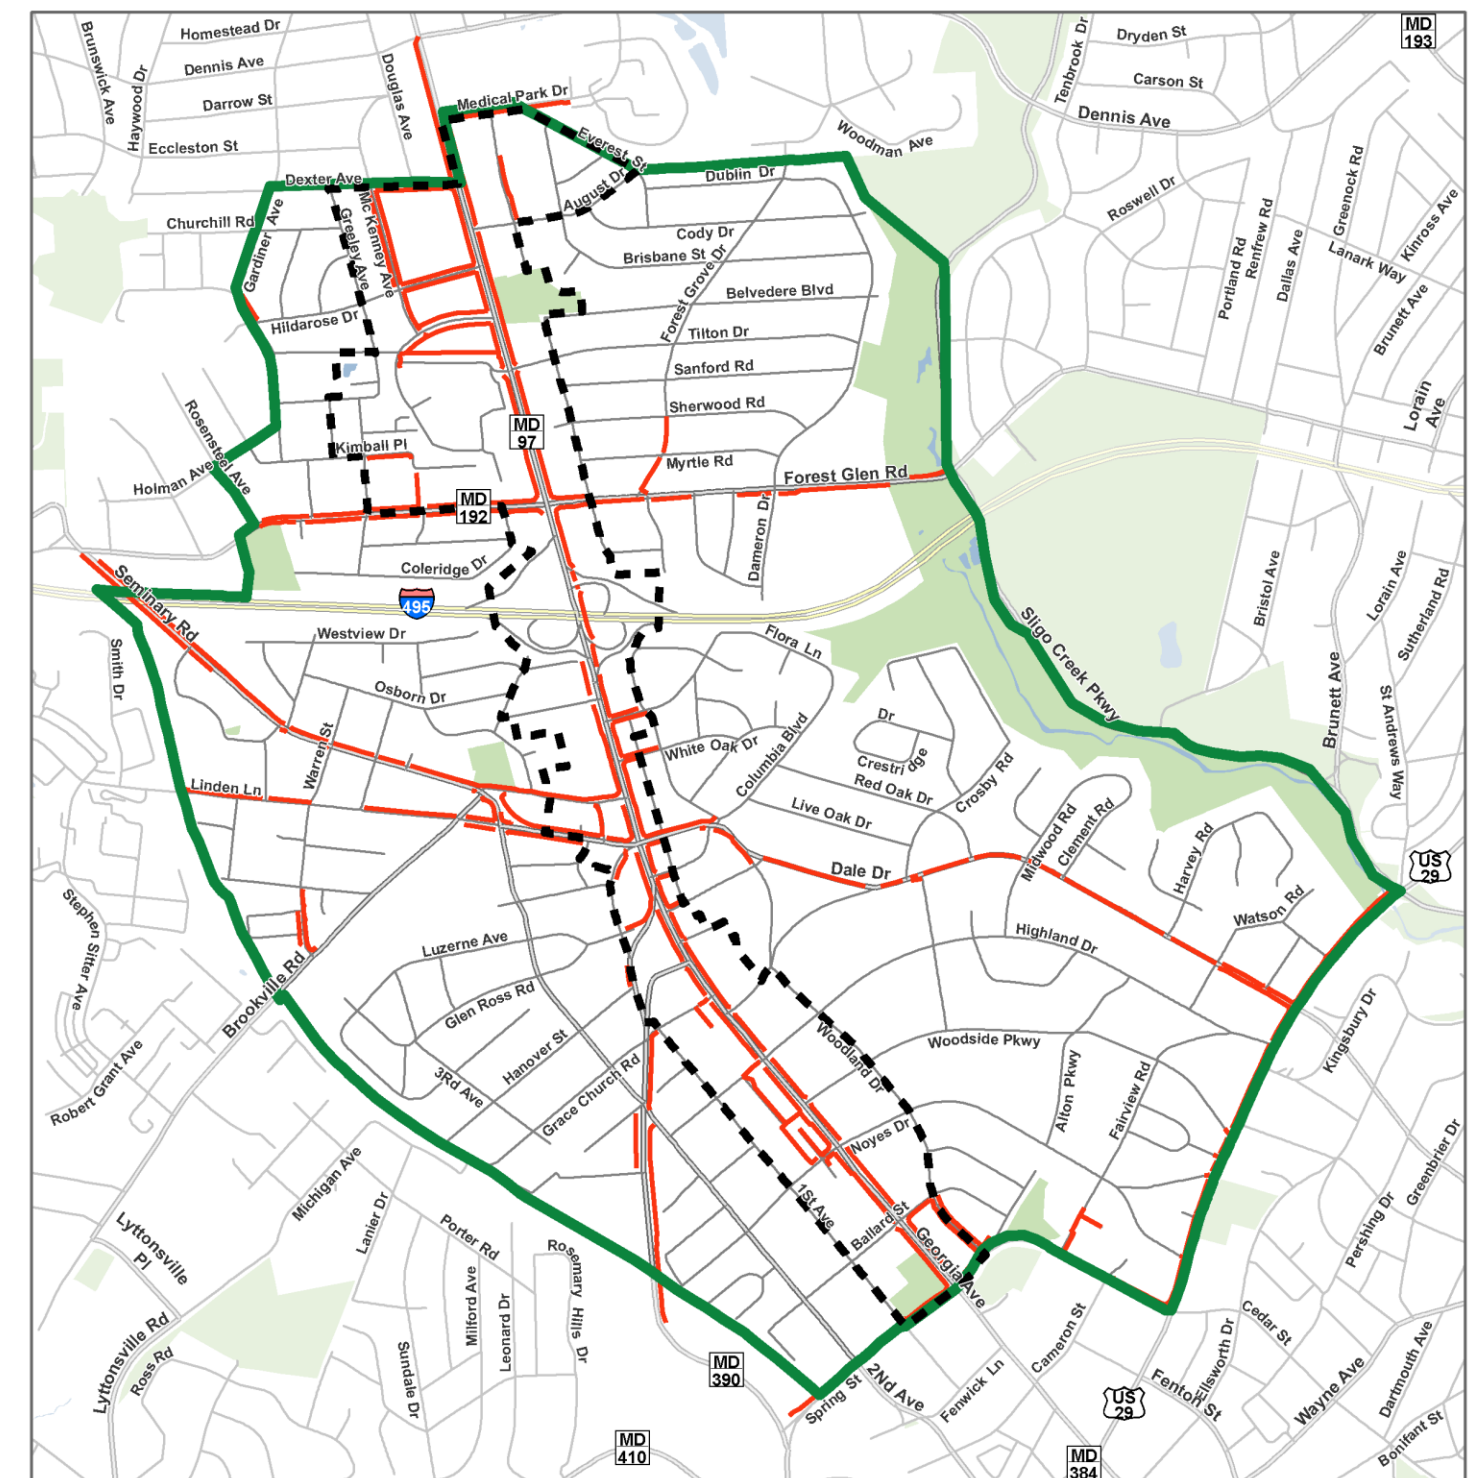 Homestead Dr
Brunswick Ave
Haywood Dr
Dennis Ave
Douglas Ave
Darrow St
Eccleston St
Medical Park Dr
Everest St
August Dr
Dublin Dr
Woodman Ave
Tenbrook Dr
Dryden St
Carson St
Dennis Ave
MD
193
Dexter Ave
Churchill Rd
Gardiner Ave
Greeley Ave
Mc Kenney Ave
Hildarose Dr
Cody Dr
Brisbane St
Forest Grove Dr
Belvedere Blvd
Tilton Dr
Sanford Rd
Sherwood Rd
Myrtle Rd
Forest Glen Rd
Dameron Dr
Roswell Dr
Portland Rd
Renfrew Rd
Dallas Ave
Greenock Rd
Kinross Ave
Lanark Way
Brunett Ave
Lorain
Ave
MD
97
Rosensteel Ave
Holman Ave
Kimball Pl
MD
192
Coleridge Dr
495
Seminary Rd
Smith Dr
Westview Dr
Osborn Dr
Warren St
Linden Ln
Flora Ln
White Oak Dr
Columbia Blvd
Dr
Crestri dge
Red Oak Dr
Live Oak Dr
Crosby Rd
Sligo Creek Pkwy
Bristol Ave
Lorain Ave
Sutherland Rd
Brunett Ave
St Andrews Way
Midwood Rd
Clement Rd
Harvey Rd
Watson Rd
US
29
Dale Dr
Highland Dr
Stephen Sitter Ave
Brookville Rd
Robert Grant Ave
Luzerne Ave
Glen Ross Rd
Hanover St
3Rd Ave
Grace Church Rd
Woodland Dr
Woodside Pkwy
Alton Pkwy
Fairview Rd
Kingsbury Dr
Noyes Dr
1St Ave
Ballard St
Georgia Ave
Greenbrier Dr
Pershing Dr
Michigan Ave
Lyttonsville
Pl
Lanier Dr
Porter Rd
Rosemary Hills Dr
Milford Ave
Leonard Dr
Sundale Dr
Lyttonsville Rd
Ross Rd
MD
390
Spring St
2Nd Ave
Fenwick Ln
Cameron St
US
29
Fenton St
Ellsworth Dr
Cedar St
Wayne Ave
Dartmouth Ave
Bonifant St
MD
410
MD
384